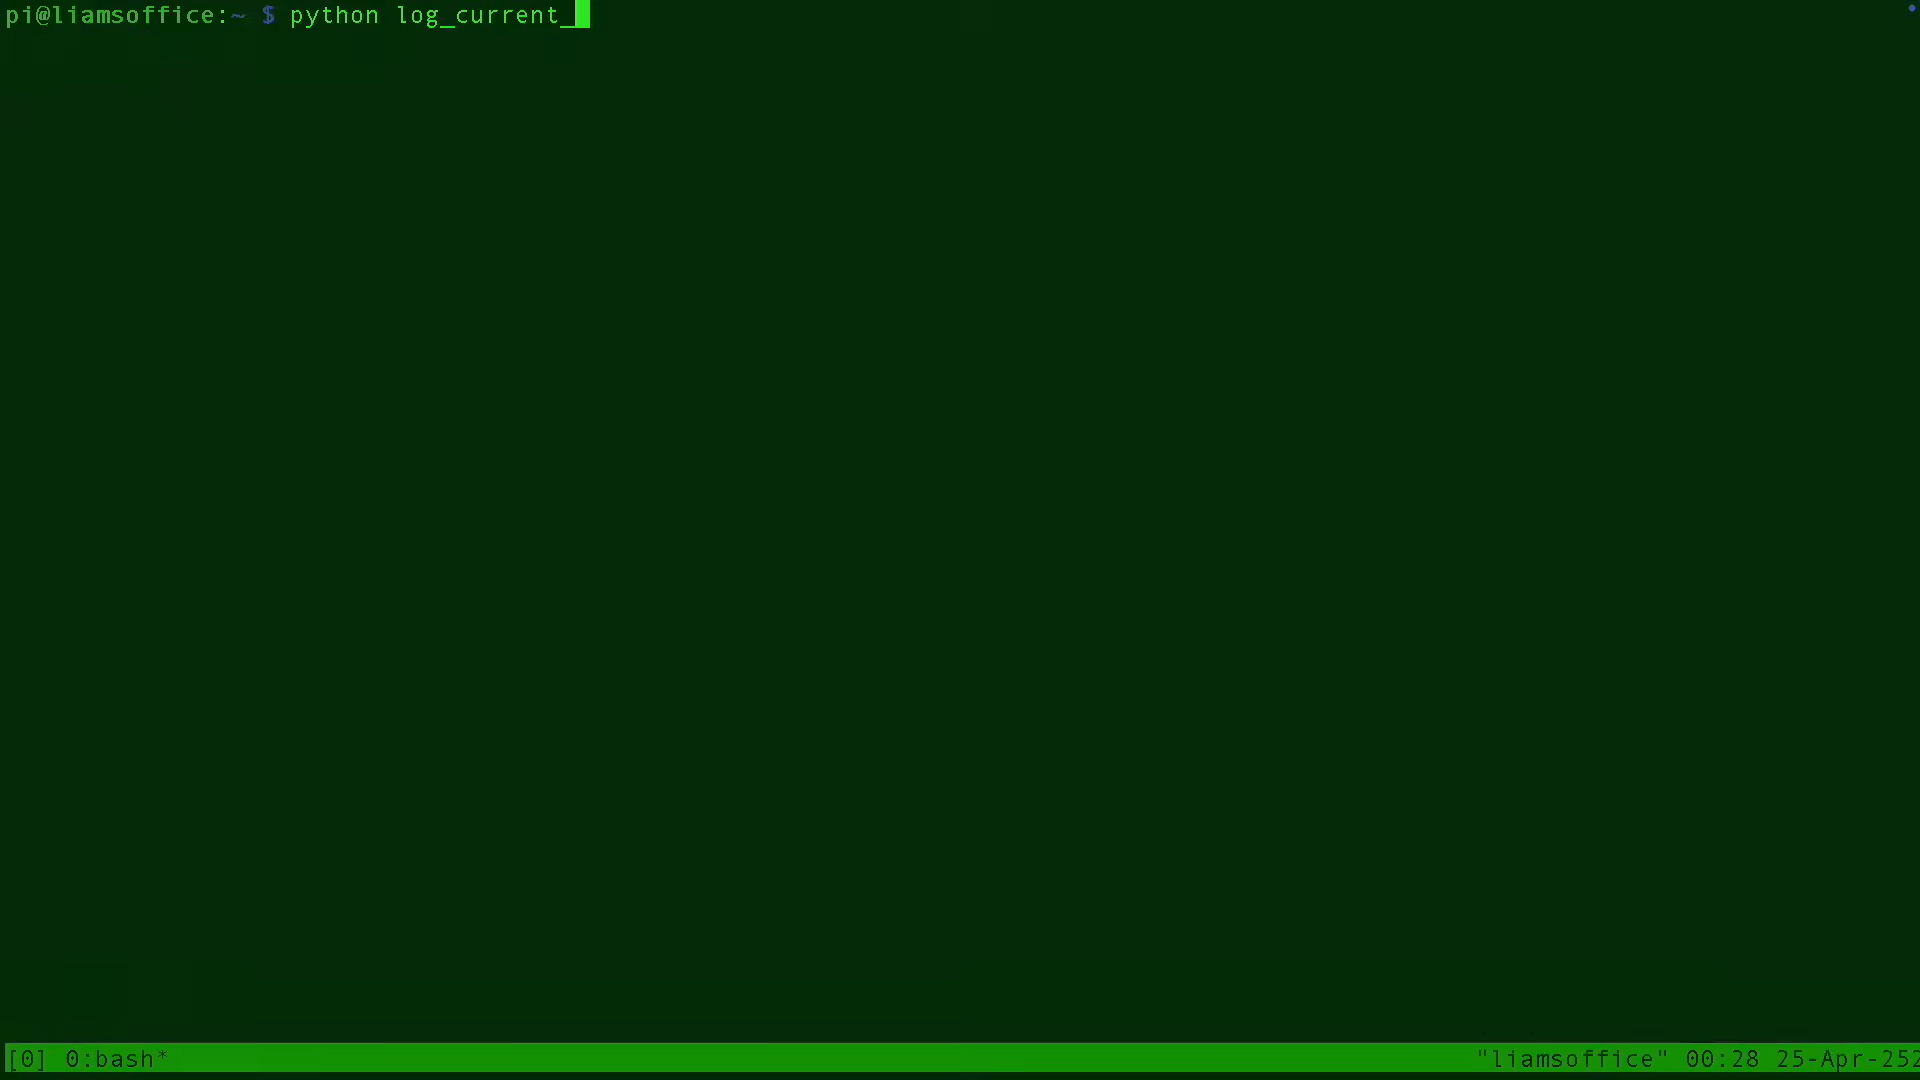 pi@liamsoffice:~ $ python log_current_
[0] 0:bash* "liamsoffice" 00:28 25-Apr-252